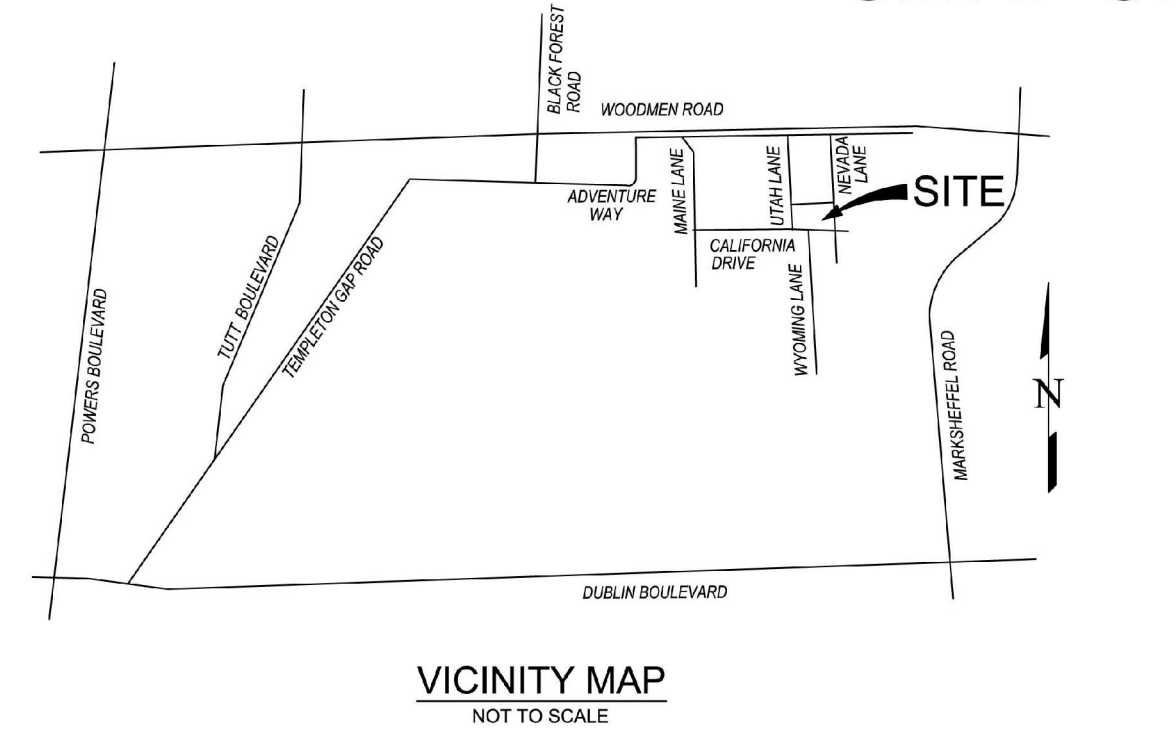 BLACK FOREST
ROAD
WOODMEN ROAD
MAINE LANE
UTAH LANE
NEVADA
LANE
SITE
ADVENTURE
WAY
CALIFORNIA
DRIVE
WYOMING LANE
TUTT BOULEVARD
TEMPLETON GAP ROAD
POWERS BOULEVARD
MARKSHEFFEL ROAD
N
DUBLIN BOULEVARD
VICINITY MAP
NOT TO SCALE